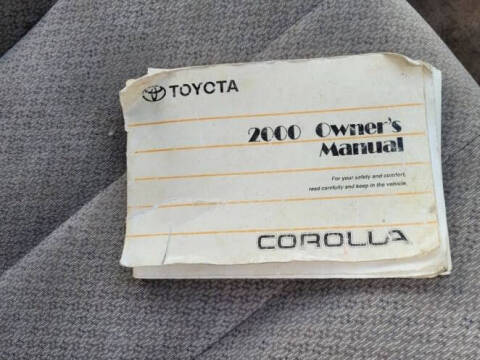 TOYOTA
2000 Owner's
Manual
For your safety and comfort,
read carefully and keep in the vehicle.
COROLLA